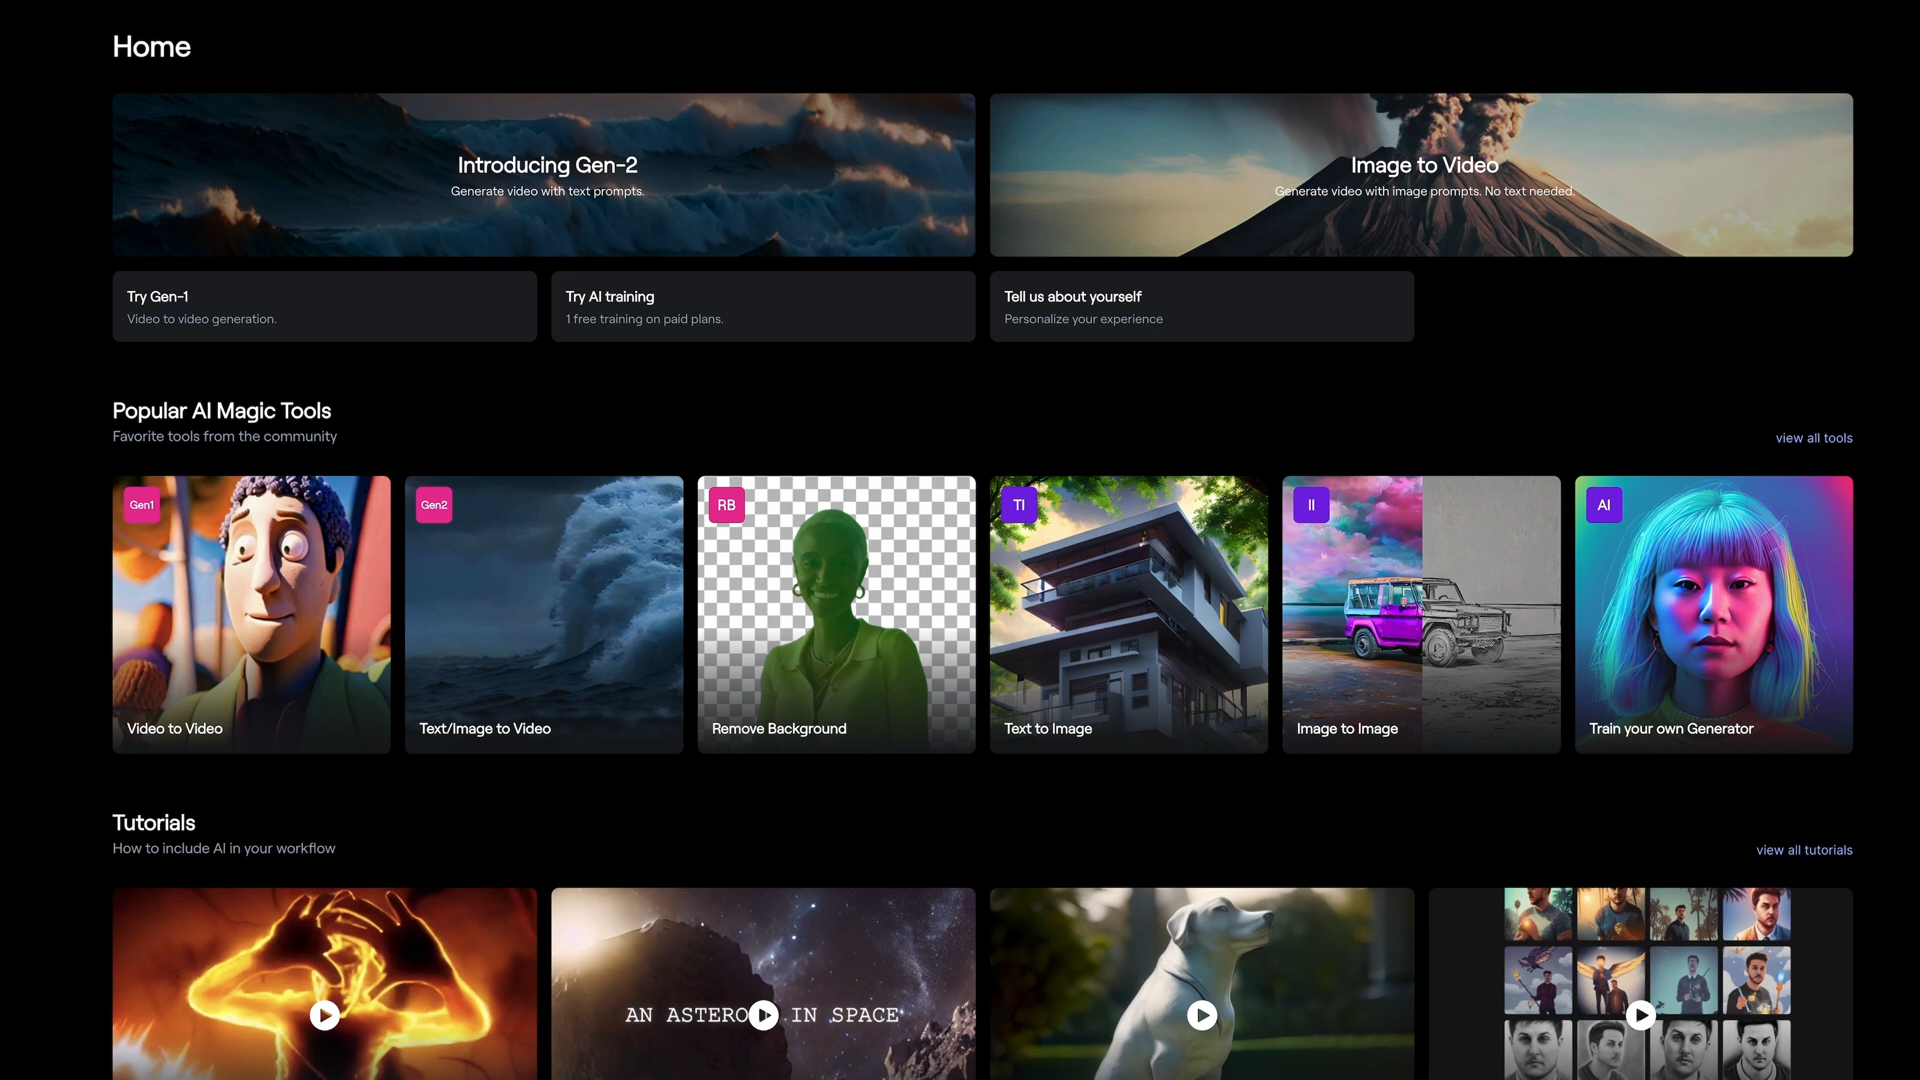 Home
Introducing Gen-2
Generate video with text prompts.
Image to Video
Generate video with image prompts. No text needed.
Try Gen-1
Video to video generation.
Try AI training
1 free training on paid plans.
Tell us about yourself
Personalize your experience
Popular AI Magic Tools
Favorite tools from the community
view all tools
Gen1
Video to Video
Gen2
Text/Image to Video
RB
Remove Background
TI
Text to Image
II
Image to Image
AI
Train your own Generator
Tutorials
How to include AI in your workflow
view all tutorials
AN ASTERO IN SPACE